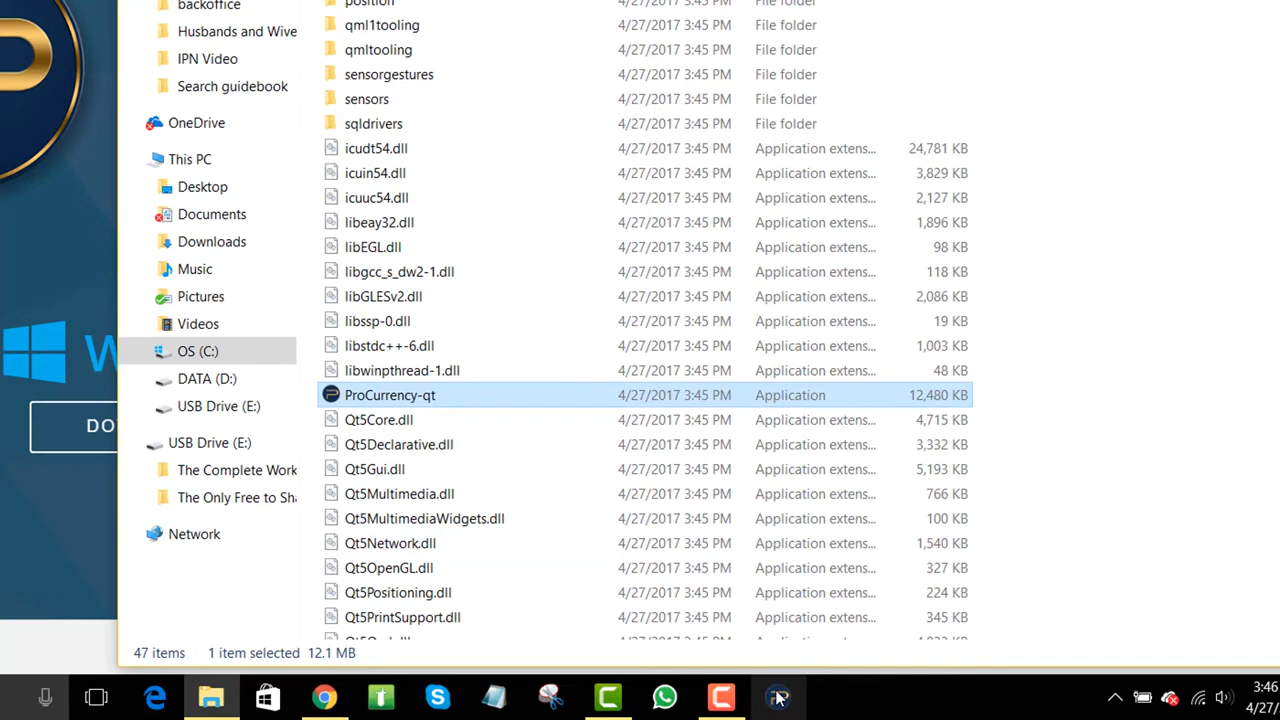 backoffice
Husbands and Wive
IPN Video
Search guidebook
OneDrive
This PC
Desktop
Documents
Downloads
Music
Pictures
Videos
OS (C:)
DATA (D:)
USB Drive (E:)
USB Drive (E:)
The Complete Work
The Only Free to Sha
Network
position 4/27/2017 3:45 PM File folder
qml1tooling 4/27/2017 3:45 PM File folder
qmltooling 4/27/2017 3:45 PM File folder
sensorgestures 4/27/2017 3:45 PM File folder
sensors 4/27/2017 3:45 PM File folder
sqldrivers 4/27/2017 3:45 PM File folder
icudt54.dll 4/27/2017 3:45 PM Application extens... 24,781 KB
icuin54.dll 4/27/2017 3:45 PM Application extens... 3,829 KB
icuuc54.dll 4/27/2017 3:45 PM Application extens... 2,127 KB
libeay32.dll 4/27/2017 3:45 PM Application extens... 1,896 KB
libEGL.dll 4/27/2017 3:45 PM Application extens... 98 KB
libgcc_s_dw2-1.dll 4/27/2017 3:45 PM Application extens... 118 KB
libGLESv2.dll 4/27/2017 3:45 PM Application extens... 2,086 KB
libssp-0.dll 4/27/2017 3:45 PM Application extens... 19 KB
libstdc++-6.dll 4/27/2017 3:45 PM Application extens... 1,003 KB
libwinpthread-1.dll 4/27/2017 3:45 PM Application extens... 48 KB
ProCurrency-qt 4/27/2017 3:45 PM Application 12,480 KB
Qt5Core.dll 4/27/2017 3:45 PM Application extens... 4,715 KB
Qt5Declarative.dll 4/27/2017 3:45 PM Application extens... 3,332 KB
Qt5Gui.dll 4/27/2017 3:45 PM Application extens... 5,193 KB
Qt5Multimedia.dll 4/27/2017 3:45 PM Application extens... 766 KB
Qt5MultimediaWidgets.dll 4/27/2017 3:45 PM Application extens... 100 KB
Qt5Network.dll 4/27/2017 3:45 PM Application extens... 1,540 KB
Qt5OpenGL.dll 4/27/2017 3:45 PM Application extens... 327 KB
Qt5Positioning.dll 4/27/2017 3:45 PM Application extens... 224 KB
Qt5PrintSupport.dll 4/27/2017 3:45 PM Application extens... 345 KB
W
DO
47 items 1 item selected 12.1 MB
3:46
4/27/